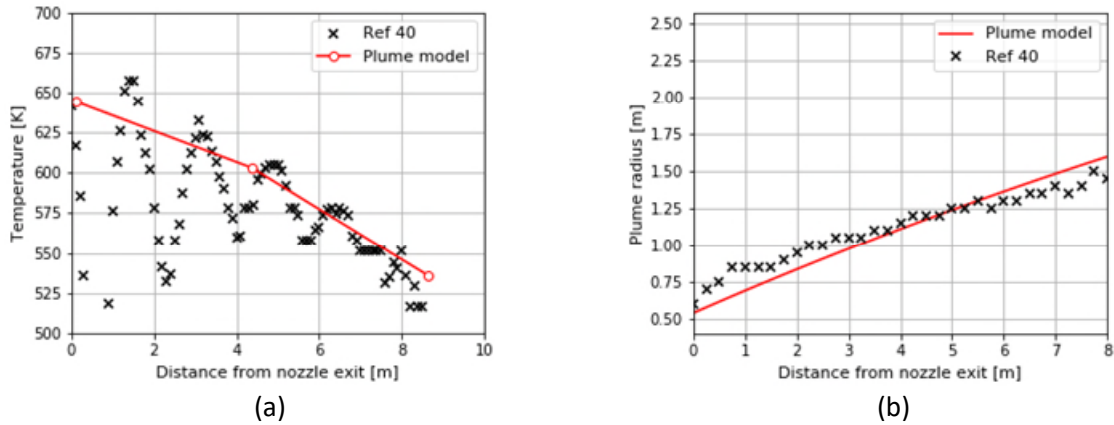 700
675
650
625
600
575
550
525
500
Temperature [K]
Ref 40
Plume model
0 2 4 6 8 10
Distance from nozzle exit [m]
(a)
2.50
2.25
2.00
1.75
1.50
1.25
1.00
0.75
0.50
Plume radius [m]
Plume model
Ref 40
0 1 2 3 4 5 6 7 8
Distance from nozzle exit [m]
(b)